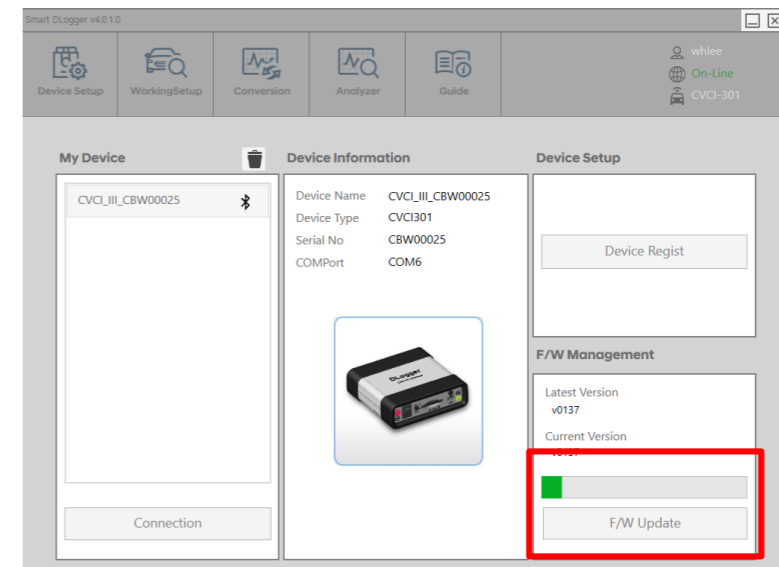 Smart DLogger v4.0.1.0
Device Setup
WorkingSetup
Conversion
Analyzer
Guide
whlee
On-Line
CVCI-301
My Device
CVCI_III_CBW00025
Connection
Device Information
Device Name CVCI_III_CBW00025
Device Type CVCI301
Serial No CBW00025
COMPort COM6
DLogger
Device Setup
Device Regist
F/W Management
Latest Version
v0137
Current Version
v0137
F/W Update